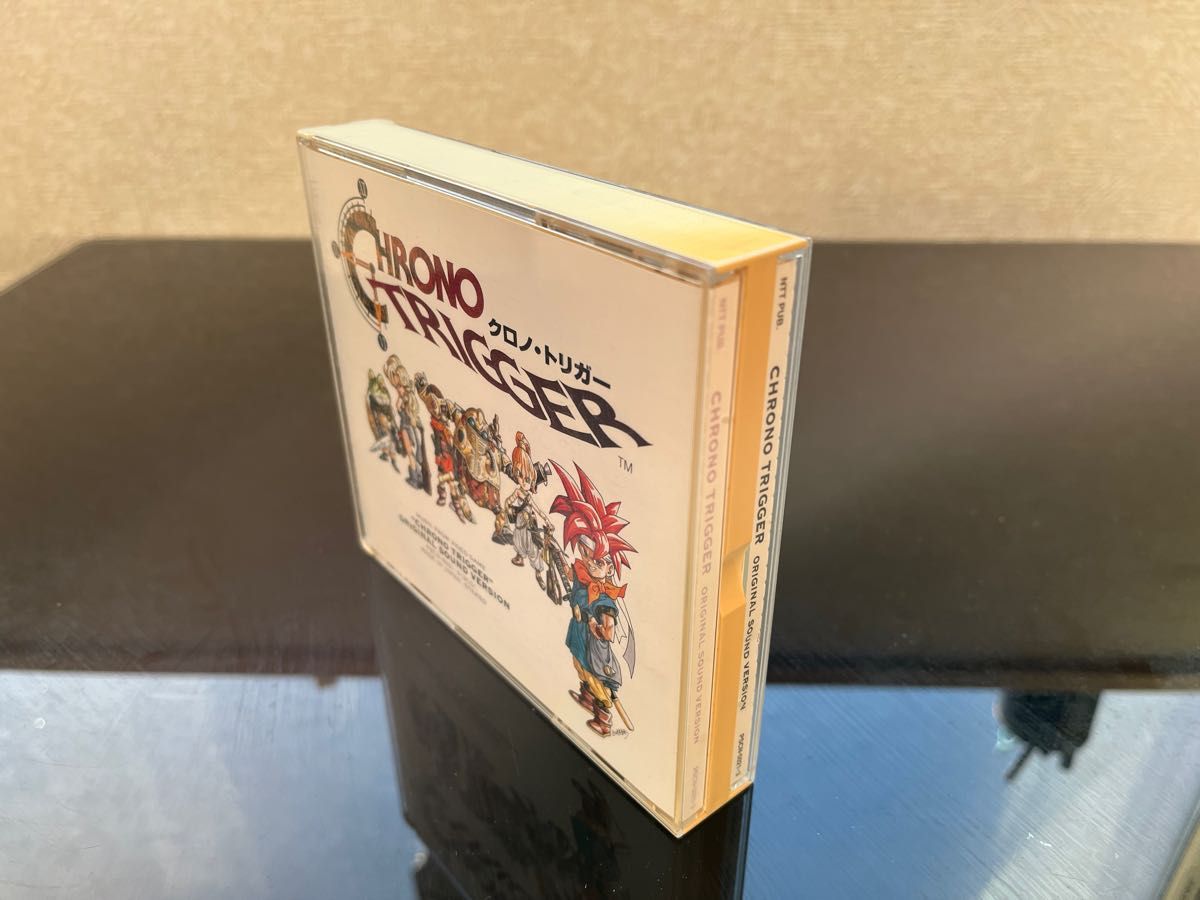 CHRONO
TRIGGER
クロノ・トリガー
TM
"CHRONO TRIGGER"
ORIGINAL SOUND VERSION
NTT PUB.
CHRONO TRIGGER
ORIGINAL SOUND VERSION
NTT PUB.
CHRONO TRIGGER
ORIGINAL SOUND VERSION